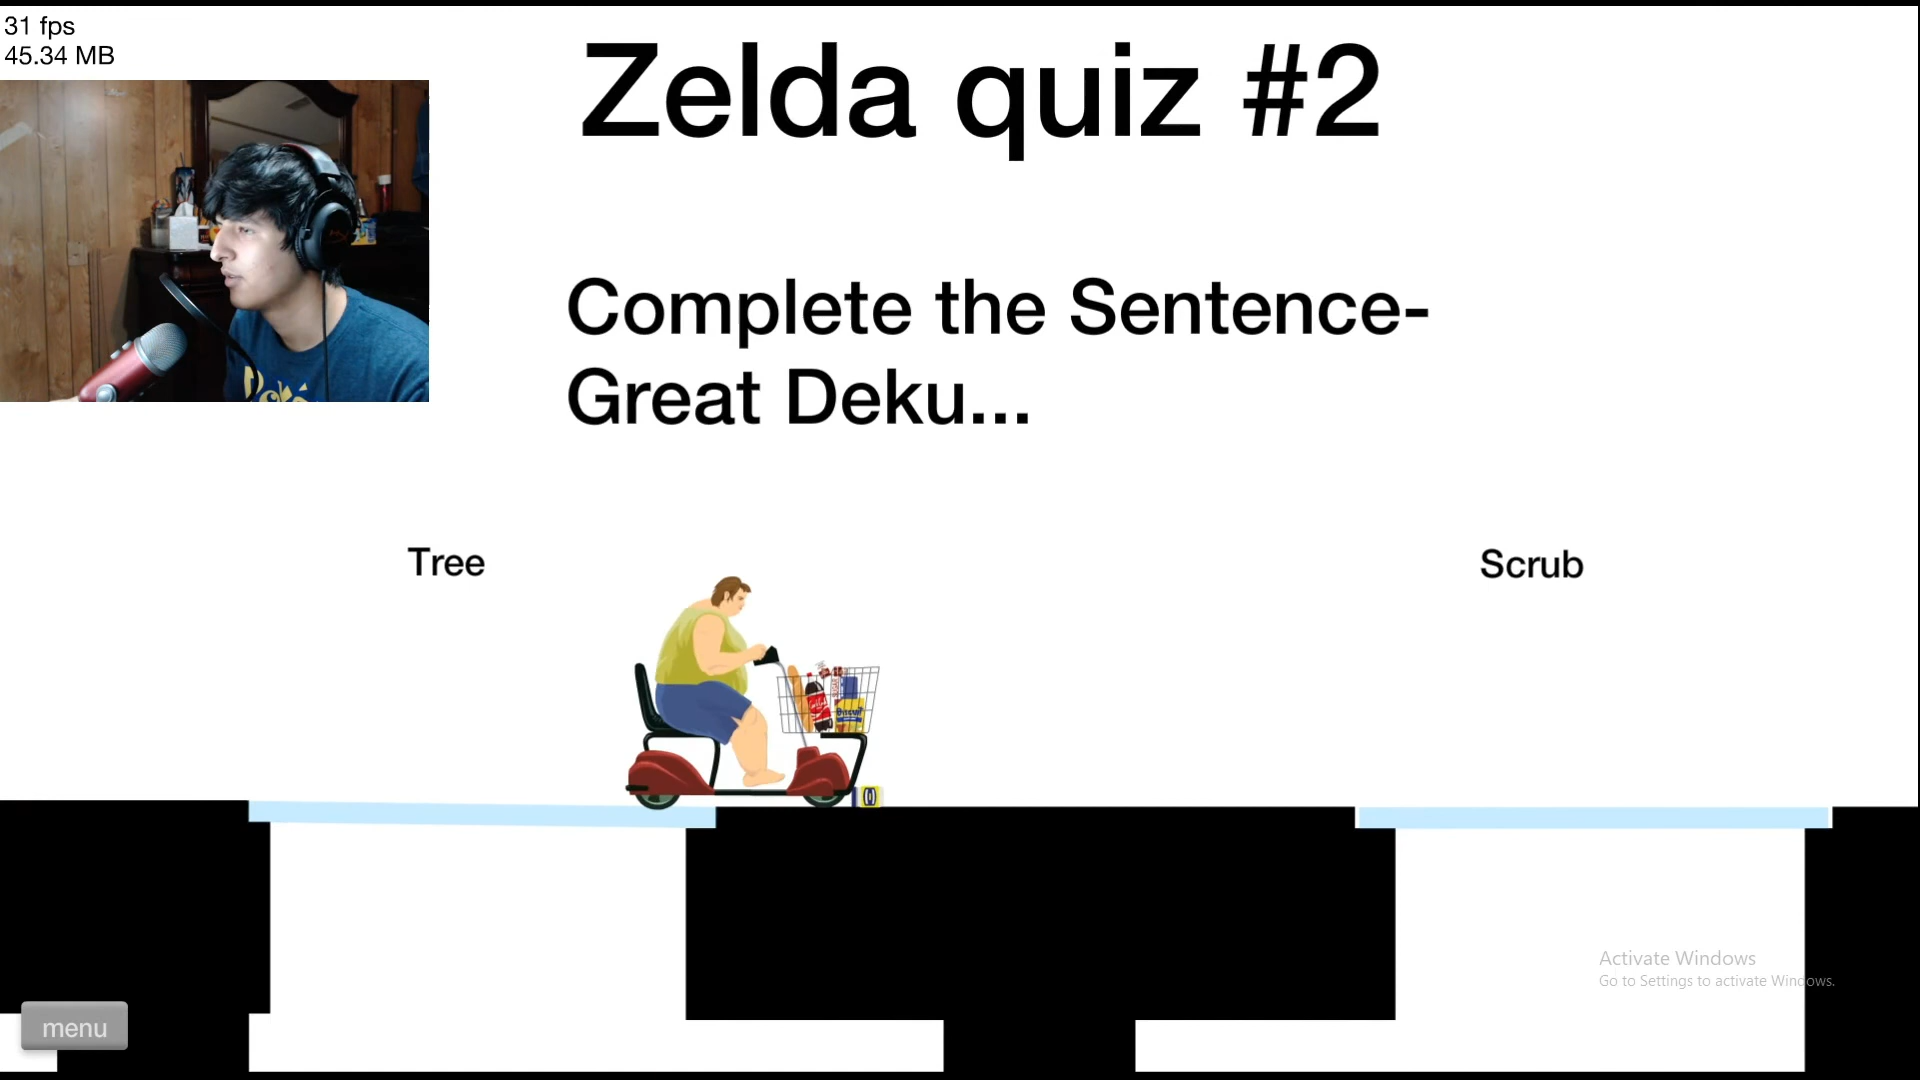 31 fps
45.34 MB
Zelda quiz #2
Complete the Sentence-
Great Deku...
Tree
Scrub
Activate Windows
Go to Settings to activate Windows.
menu